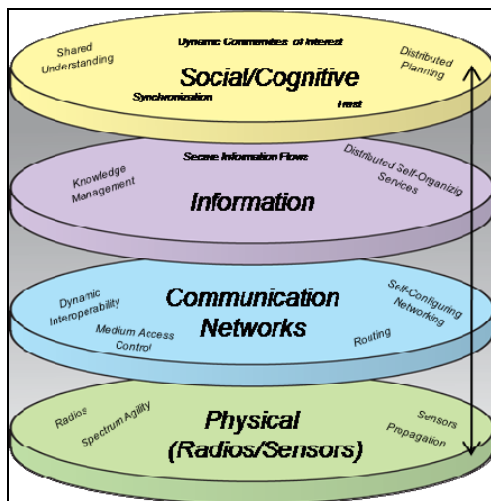 Dynamic Communities of Interest
Shared
Understanding
Distributed
Planning
Social/Cognitive
Synchronization
Trust
Secure Information Flows
Knowledge
Management
Distributed Self-Organizig
Services
Information
Dynamic
Interoperability
Communication
Networks
Self-Configuring
Networking
Medium Access
Control
Routing
Radios
Spectrum Agility
Physical
(Radios/Sensors)
Sensors
Propagation